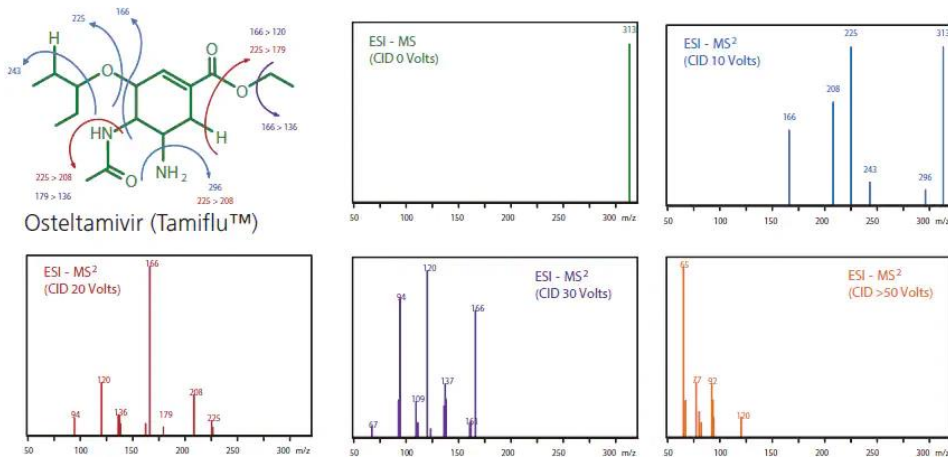 166
225
H
243
O
O
O
166 > 120
225 > 179
166 > 136
HN
H
O
NH2
225 > 208
179 > 136
296
225 > 208
Osteltamivir (Tamiflu™)
ESI - MS
(CID 0 Volts)
313
50 100 150 200 250 300 m/z
ESI - MS²
(CID 10 Volts)
225
313
208
166
243
296
50 100 150 200 250 300 m/z
ESI - MS²
(CID 20 Volts)
166
120
208
94
136
179
225
50 100 150 200 250 300 m/z
ESI - MS²
(CID 30 Volts)
120
94
166
137
109
161
67
50 100 150 200 250 300 m/z
ESI - MS²
(CID >50 Volts)
65
77
92
120
50 100 150 200 250 300 m/z